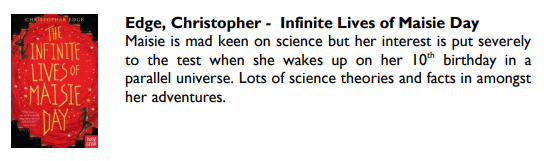 CHRISTOPHER EDGE
THE
INFINITE
LIVES OF
MAISIE
DAY
Edge, Christopher - Infinite Lives of Maisie Day
Maisie is mad keen on science but her interest is put severely
to the test when she wakes up on her 10th birthday in a
parallel universe. Lots of science theories and facts in amongst
her adventures.